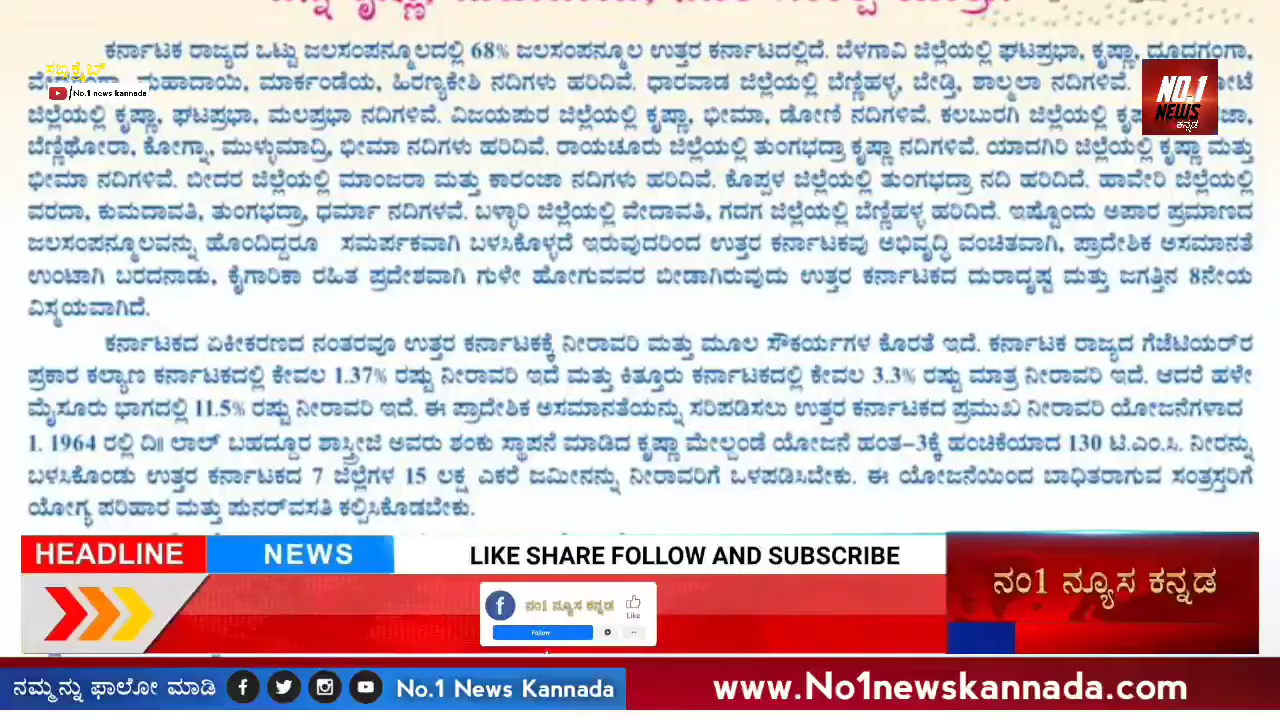 ಕರ್ನಾಟಕ ರಾಜ್ಯದ ಒಟ್ಟು ಜಲಸಂಪನ್ಮೂಲದಲ್ಲಿ 68% ಜಲಸಂಪನ್ಮೂಲ ಉತ್ತರ ಕರ್ನಾಟಕದಲ್ಲಿದೆ. ಬೆಳಗಾವಿ ಜಿಲ್ಲೆಯಲ್ಲಿ ಘಟಪ್ರಭಾ, ಕೃಷ್ಣಾ, ದೂದಗಂಗಾ,
ಸಬ್ಸಕ್ರೈಬ್
ಮಹಾದಾಯಿ, ಮಾರ್ಕಂಡೆಯ, ಹಿರಣ್ಯಕೇಶಿ ನದಿಗಳು ಹರಿದಿವೆ. ಧಾರವಾಡ ಜಿಲ್ಲೆಯಲ್ಲಿ ಬೆಣ್ಣಿಹಳ್ಳ, ಬೇಡ್ತಿ, ಶಾಲ್ಮಲಾ ನದಿಗಳಿವೆ.
/No.1 news kannada
NO.1
NEWS
ಕನ್ನಡ
ಜಿಲ್ಲೆಯಲ್ಲಿ ಕೃಷ್ಣಾ, ಘಟಪ್ರಭಾ, ಮಲಪ್ರಭಾ ನದಿಗಳಿವೆ. ವಿಜಯಪುರ ಜಿಲ್ಲೆಯಲ್ಲಿ ಕೃಷ್ಣಾ, ಭೀಮಾ, ಡೋಣಿ ನದಿಗಳಿವೆ. ಕಲಬುರಗಿ ಜಿಲ್ಲೆಯಲ್ಲಿ
ಬೆಣ್ಣಿಥೋರಾ, ಕೋಗ್ನಾ, ಮುಳ್ಳುಮಾದ್ರಿ, ಭೀಮಾ ನದಿಗಳು ಹರಿದಿವೆ. ರಾಯಚೂರು ಜಿಲ್ಲೆಯಲ್ಲಿ ತುಂಗಭದ್ರಾ ಕೃಷ್ಣಾ ನದಿಗಳಿವೆ. ಯಾದಗಿರಿ ಜಿಲ್ಲೆಯಲ್ಲಿ ಕೃಷ್ಣಾ ಮತ್ತು
ಭೀಮಾ ನದಿಗಳಿವೆ. ಬೀದರ ಜಿಲ್ಲೆಯಲ್ಲಿ ಮಾಂಜರಾ ಮತ್ತು ಕಾರಂಜಾ ನದಿಗಳು ಹರಿದಿವೆ. ಕೊಪ್ಪಳ ಜಿಲ್ಲೆಯಲ್ಲಿ ತುಂಗಭದ್ರಾ ನದಿ ಹರಿದಿದೆ. ಹಾವೇರಿ ಜಿಲ್ಲೆಯಲ್ಲಿ
ವರದಾ, ಕುಮದಾವತಿ, ತುಂಗಭದ್ರಾ, ಧರ್ಮಾ ನದಿಗಳವೆ. ಬಳ್ಳಾರಿ ಜಿಲ್ಲೆಯಲ್ಲಿ ವೇದಾವತಿ, ಗದಗ ಜಿಲ್ಲೆಯಲ್ಲಿ ಬೆಣ್ಣಿಹಳ್ಳ ಹರಿದಿದೆ. ಇಷ್ಟೊಂದು ಅಪಾರ ಪ್ರಮಾಣದ
ಜಲಸಂಪನ್ಮೂಲವನ್ನು ಹೊಂದಿದ್ದರೂ ಸಮರ್ಪಕವಾಗಿ ಬಳಸಿಕೊಳ್ಳದೆ ಇರುವುದರಿಂದ ಉತ್ತರ ಕರ್ನಾಟಕವು ಅಭಿವೃದ್ಧಿ ವಂಚಿತವಾಗಿ, ಪ್ರಾದೇಶಿಕ ಅಸಮಾನತೆ
ಉಂಟಾಗಿ ಬರದನಾಡು, ಕೈಗಾರಿಕಾ ರಹಿತ ಪ್ರದೇಶವಾಗಿ ಗುಳೇ ಹೋಗುವವರ ಬೀಡಾಗಿರುವುದು ಉತ್ತರ ಕರ್ನಾಟಕದ ದುರಾದೃಷ್ಟ ಮತ್ತು ಜಗತ್ತಿನ 8ನೇಯ
ವಿಸ್ಮಯವಾಗಿದೆ.
ಕರ್ನಾಟಕದ ಏಕೀಕರಣದ ನಂತರವೂ ಉತ್ತರ ಕರ್ನಾಟಕಕ್ಕೆ ನೀರಾವರಿ ಮತ್ತು ಮೂಲ ಸೌಕರ್ಯಗಳ ಕೊರತೆ ಇದೆ. ಕರ್ನಾಟಕ ರಾಜ್ಯದ ಗೆಜೆಟಿಯರ್‌ರ
ಪ್ರಕಾರ ಕಲ್ಯಾಣ ಕರ್ನಾಟಕದಲ್ಲಿ ಕೇವಲ 1.37% ರಷ್ಟು ನೀರಾವರಿ ಇದೆ ಮತ್ತು ಕಿತ್ತೂರು ಕರ್ನಾಟಕದಲ್ಲಿ ಕೇವಲ 3.3% ರಷ್ಟು ಮಾತ್ರ ನೀರಾವರಿ ಇದೆ. ಆದರೆ ಹಳೇ
ಮೈಸೂರು ಭಾಗದಲ್ಲಿ 11.5% ರಷ್ಟು ನೀರಾವರಿ ಇದೆ. ಈ ಪ್ರಾದೇಶಿಕ ಅಸಮಾನತೆಯನ್ನು ಸರಿಪಡಿಸಲು ಉತ್ತರ ಕರ್ನಾಟಕದ ಪ್ರಮುಖ ನೀರಾವರಿ ಯೋಜನೆಗಳಾದ
1. 1964 ರಲ್ಲಿ ದಿ॥ ಲಾಲ್ ಬಹದ್ದೂರ ಶಾಸ್ತ್ರೀಜಿ ಅವರು ಶಂಕು ಸ್ಥಾಪನೆ ಮಾಡಿದ ಕೃಷ್ಣಾ ಮೇಲ್ದಂಡೆ ಯೋಜನೆ ಹಂತ-3ಕ್ಕೆ ಹಂಚಿಕೆಯಾದ 130 ಟಿ.ಎಂ.ಸಿ. ನೀರನ್ನು
ಬಳಸಿಕೊಂಡು ಉತ್ತರ ಕರ್ನಾಟಕದ 7 ಜಿಲ್ಲೆಗಳ 15 ಲಕ್ಷ ಎಕರೆ ಜಮೀನನ್ನು ನೀರಾವರಿಗೆ ಒಳಪಡಿಸಿಬೇಕು. ಈ ಯೋಜನೆಯಿಂದ ಬಾಧಿತರಾಗುವ ಸಂತ್ರಸ್ತರಿಗೆ
ಯೋಗ್ಯ ಪರಿಹಾರ ಮತ್ತು ಪುನರ್‌ವಸತಿ ಕಲ್ಪಿಸಿಕೊಡಬೇಕು.
HEADLINE NEWS LIKE SHARE FOLLOW AND SUBSCRIBE
ನಂ1 ನ್ಯೂಸ ಕನ್ನಡ
ನಂ1 ನ್ಯೂಸ ಕನ್ನಡ
Like
Follow
ನಮ್ಮನ್ನು ಫಾಲೋ ಮಾಡಿ No.1 News Kannada www.No1newskannada.com